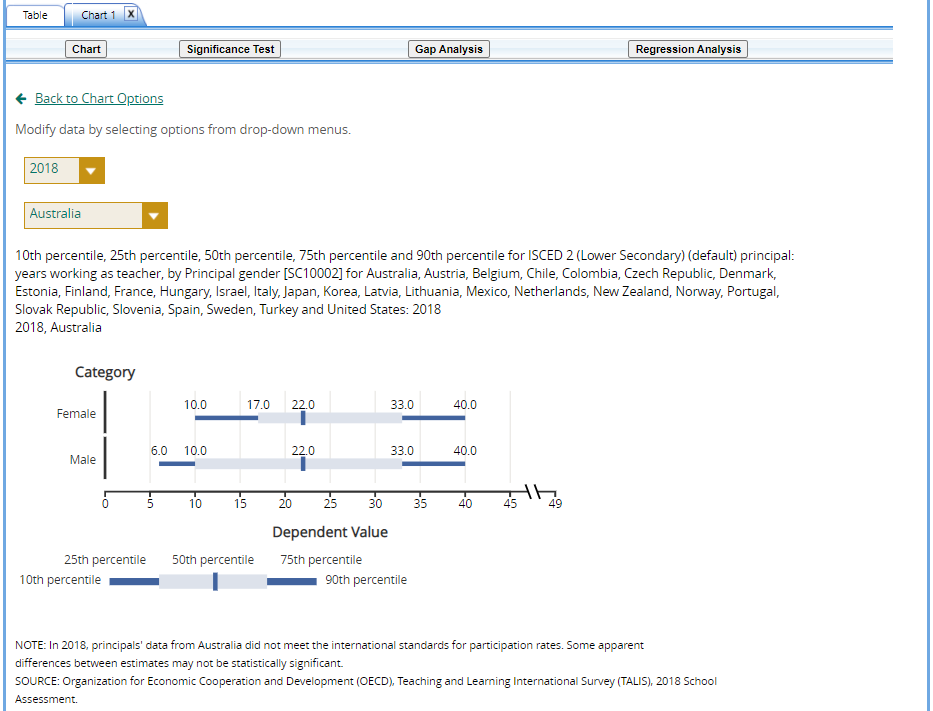 Table Chart 1 X
Chart Significance Test Gap Analysis Regression Analysis
Back to Chart Options
Modify data by selecting options from drop-down menus.
2018
Australia
10th percentile, 25th percentile, 50th percentile, 75th percentile and 90th percentile for ISCED 2 (Lower Secondary) (default) principal:
years working as teacher, by Principal gender [SC10002] for Australia, Austria, Belgium, Chile, Colombia, Czech Republic, Denmark,
Estonia, Finland, France, Hungary, Israel, Italy, Japan, Korea, Latvia, Lithuania, Mexico, Netherlands, New Zealand, Norway, Portugal,
Slovak Republic, Slovenia, Spain, Sweden, Turkey and United States: 2018
2018, Australia
Category
10.0 17.0 22.0 33.0 40.0
Female
6.0 10.0 22.0 33.0 40.0
Male
0 5 10 15 20 25 30 35 40 45 49
Dependent Value
25th percentile 50th percentile 75th percentile
10th percentile 90th percentile
NOTE: In 2018, principals' data from Australia did not meet the international standards for participation rates. Some apparent
differences between estimates may not be statistically significant.
SOURCE: Organization for Economic Cooperation and Development (OECD), Teaching and Learning International Survey (TALIS), 2018 School
Assessment.